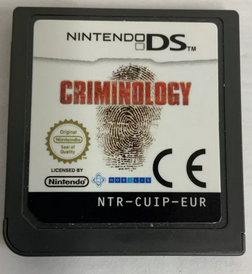 NINTENDO DS™
CRIMINOLOGY
Original
Nintendo
Seal of Quality
LICENSED BY
Nintendo
CE
NTR-CUIP-EUR